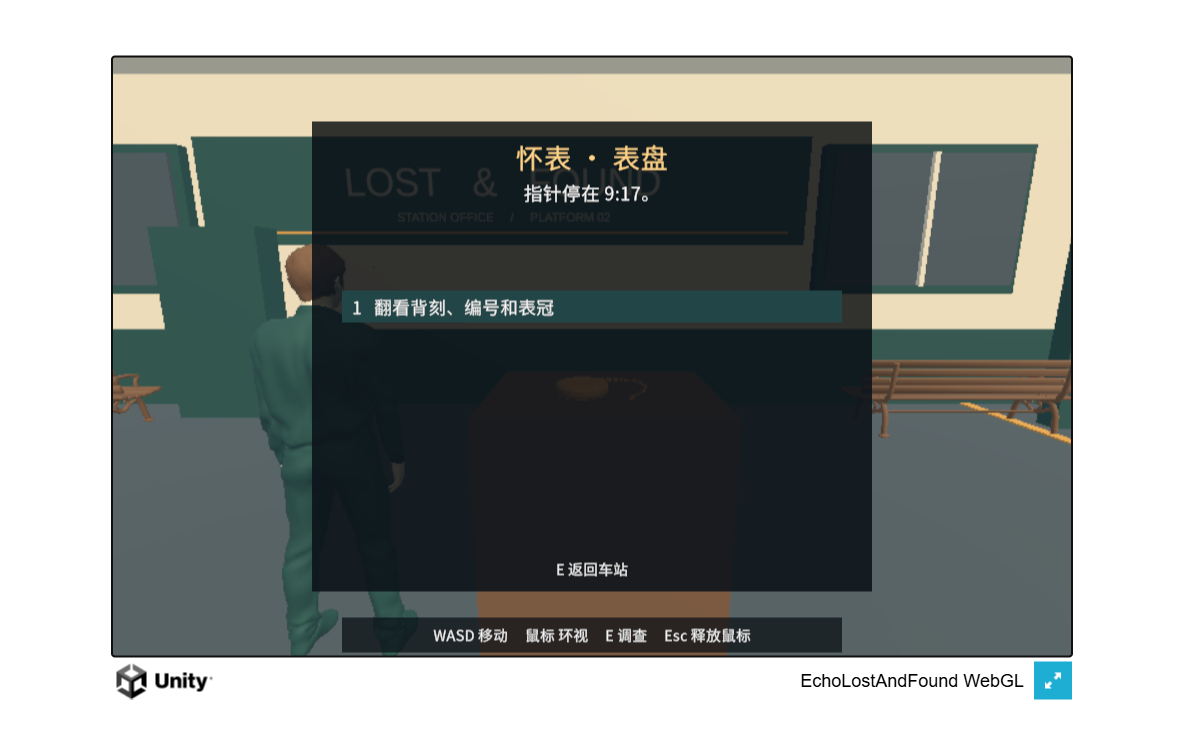 怀表 · 表盘
LOST & FOUND
指针停在 9:17。
STATION OFFICE / PLATFORM 02
1 翻看背刻、编号和表冠
E 返回车站
WASD 移动 鼠标 环视 E 调查 Esc 释放鼠标
Unity
EchoLostAndFound WebGL